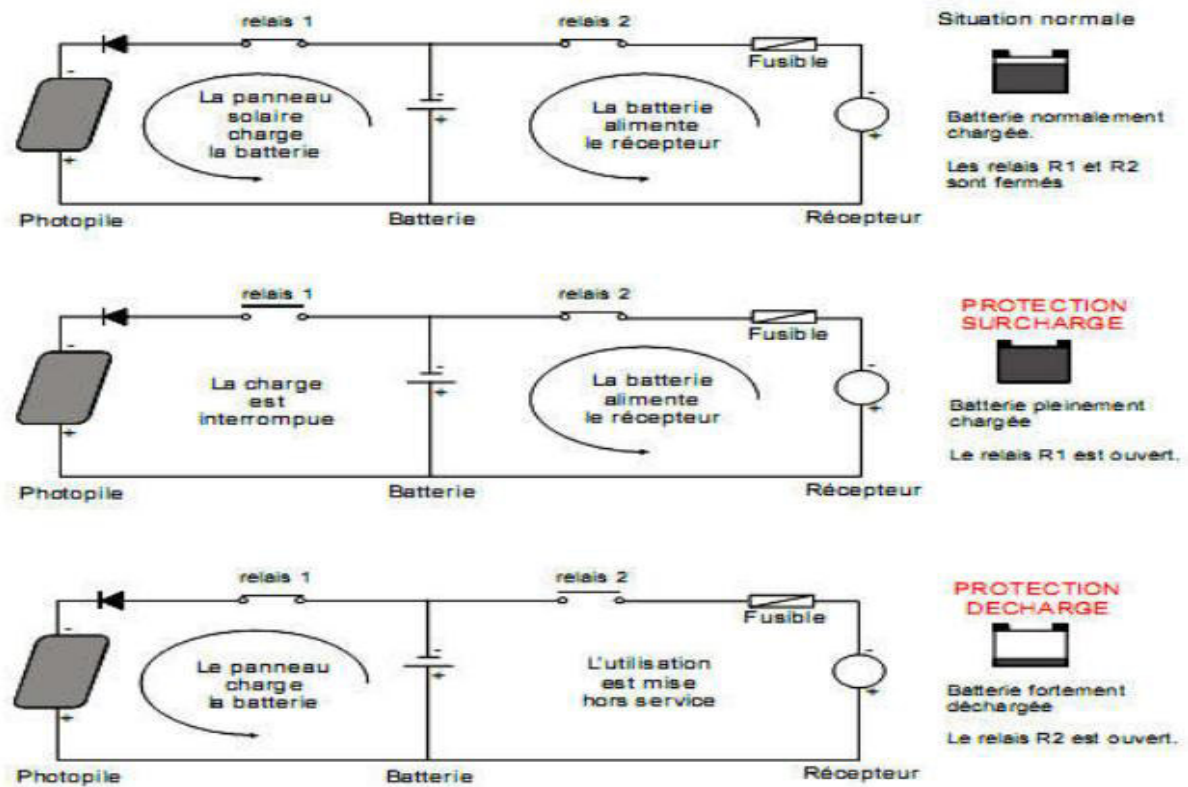 relais 1
relais 2
Situation normale
-
Fusible
-
-
La panneau
solaire
charge
la batterie
La batterie
alimente
le récepteur
+
+
+
Batterie normalement
chargée.
Les relais R1 et R2
sont fermés
Photopile
Batterie
Récepteur
relais 1
relais 2
PROTECTION
SURCHARGE
-
Fusible
-
-
La charge
est
interrompue
La batterie
alimente
le récepteur
+
+
+
Batterie pleinement
chargée
Le relais R1 est ouvert.
Photopile
Batterie
Récepteur
relais 1
relais 2
PROTECTION
DECHARGE
-
Fusible
-
-
Le panneau
charge
la batterie
L'utilisation
est mise
hors service
+
+
+
Batterie fortement
déchargée
Le relais R2 est ouvert.
Photopile
Batterie
Récepteur